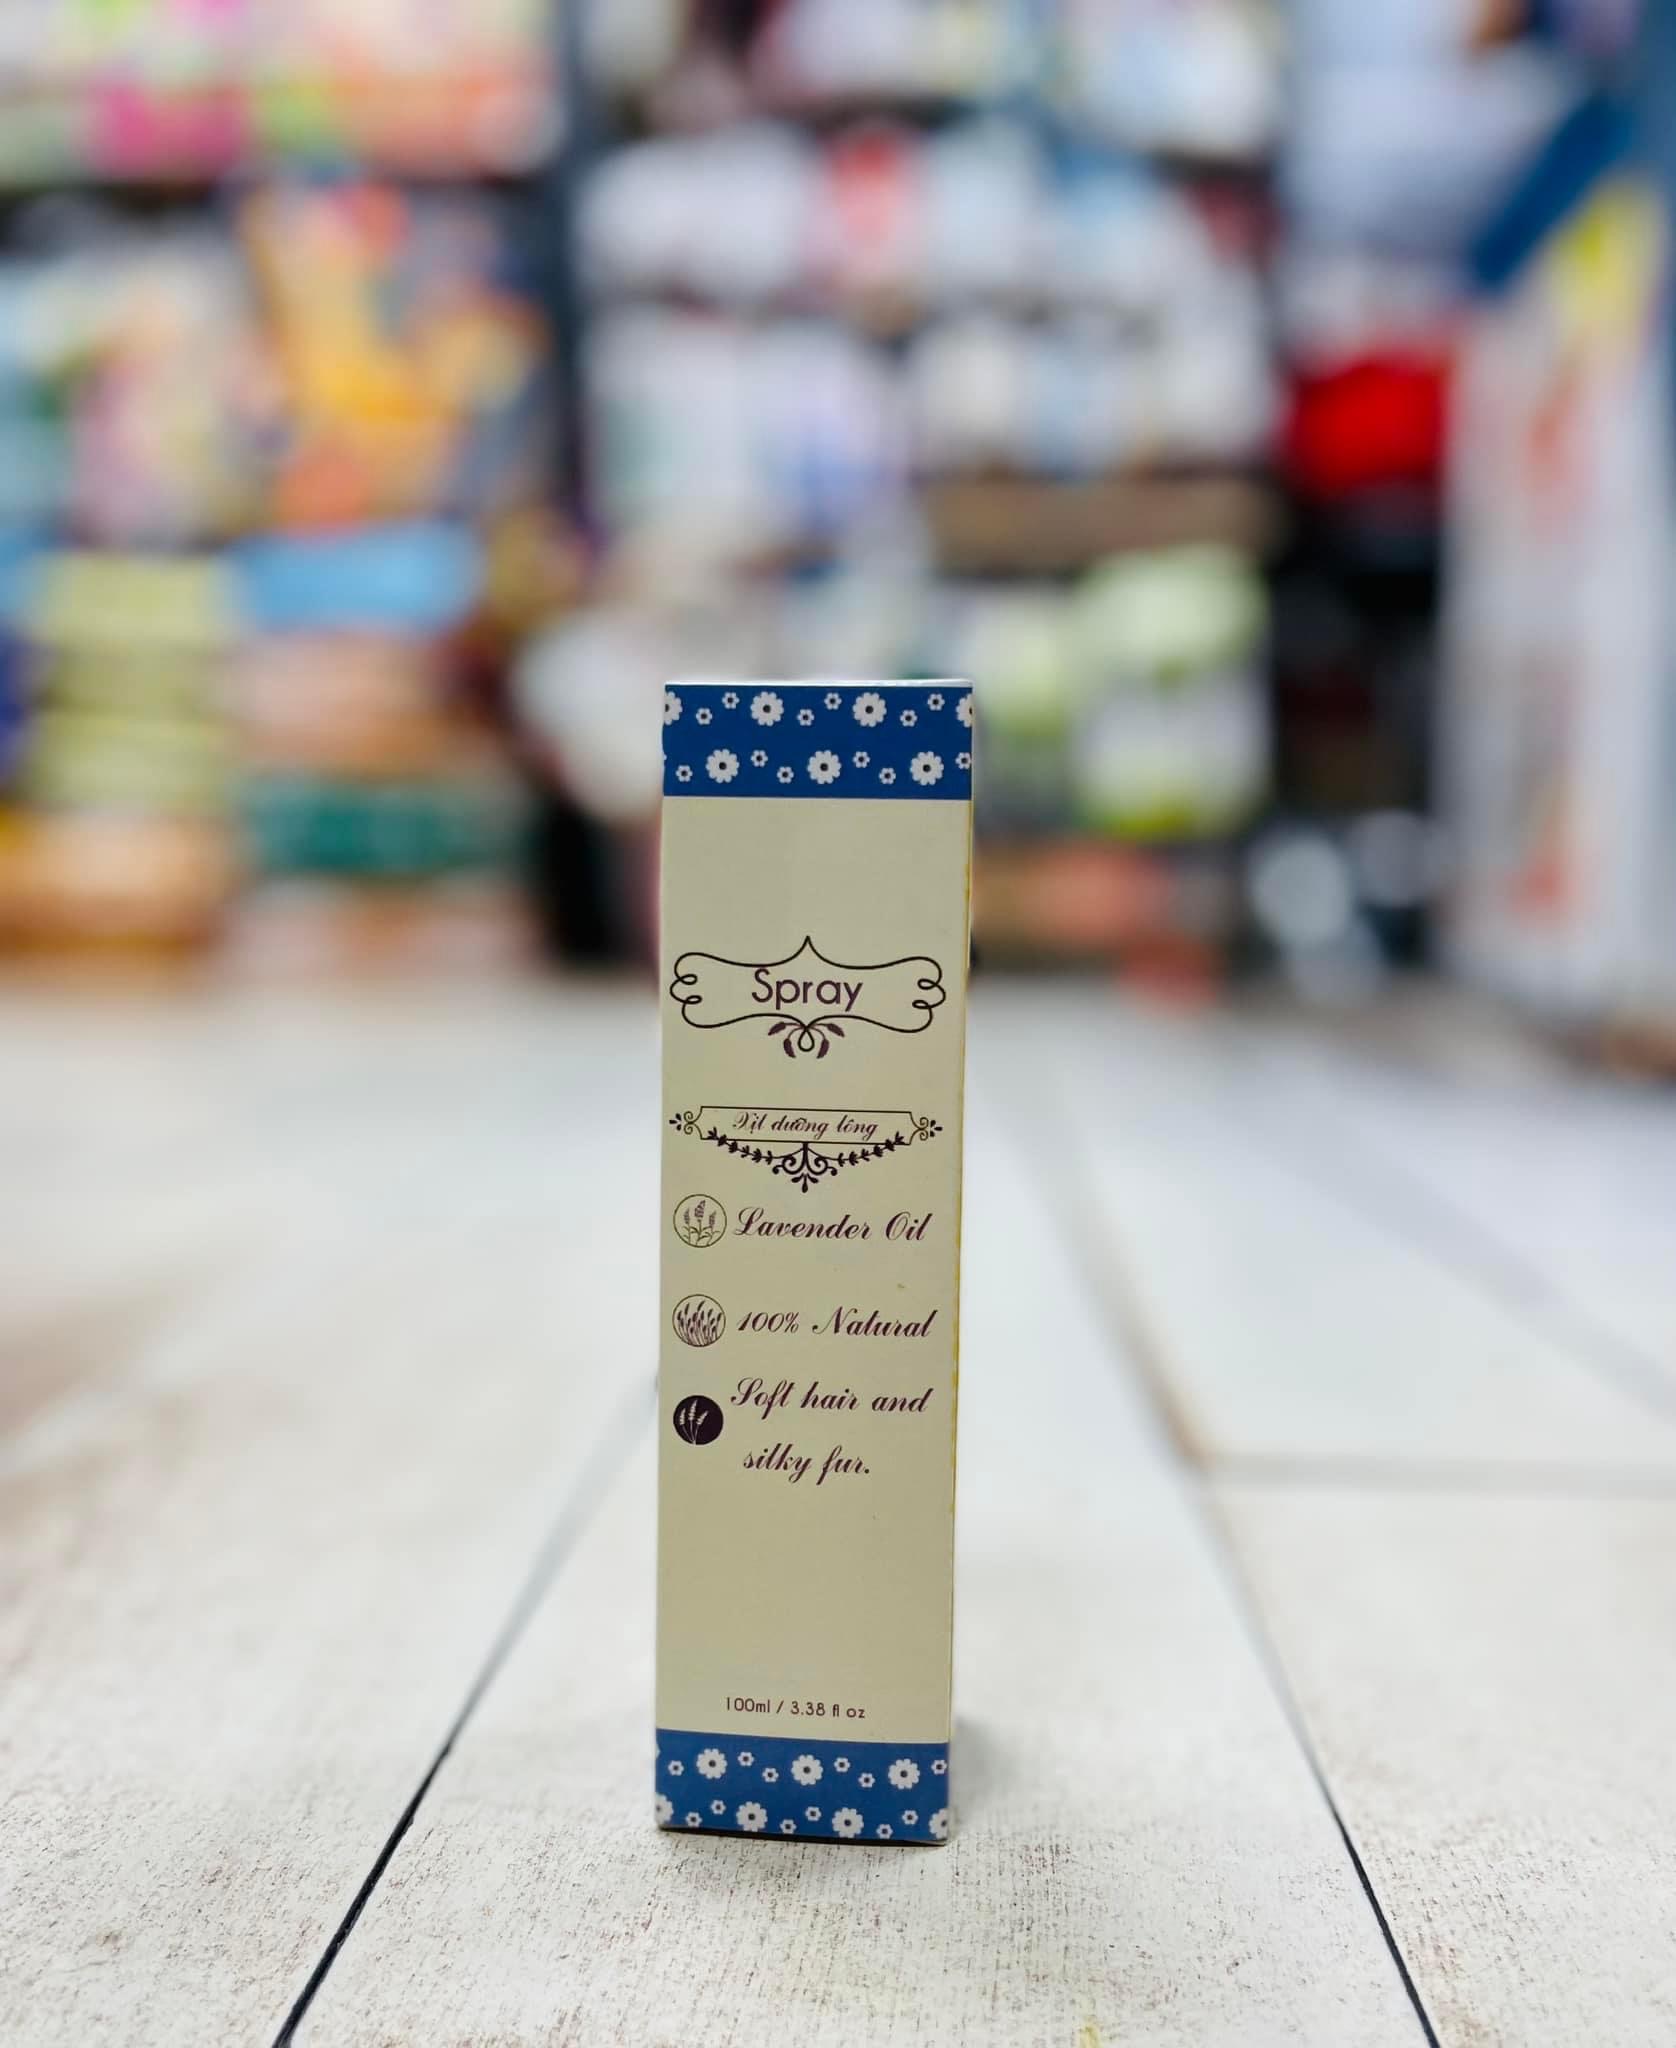 Spray
Xịt dưỡng lông
Lavender Oil
100% Natural
Soft hair and
silky fur.
100ml / 3.38 fl oz